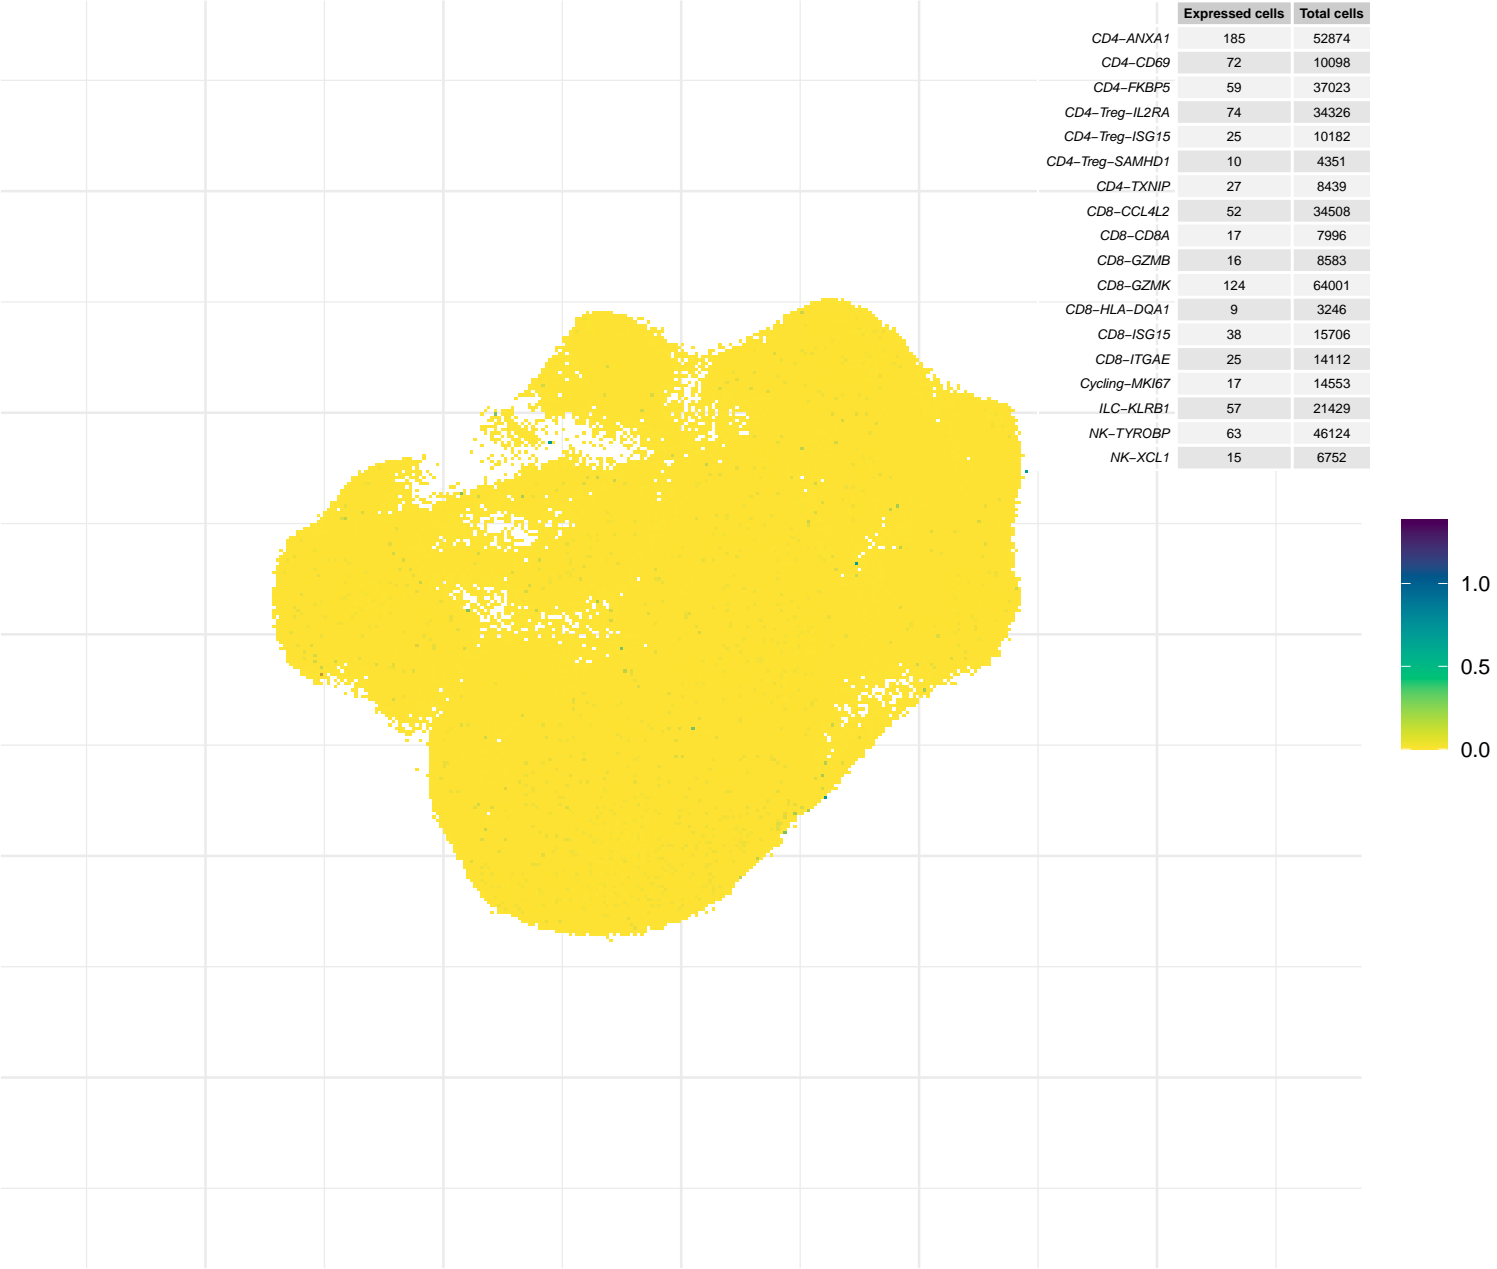 Expressed cells Total cells
CD4−ANXA1 185 52874
CD4−CD69 72 10098
CD4−FKBP5 59 37023
CD4−Treg−IL2RA 74 34326
CD4−Treg−ISG15 25 10182
CD4−Treg−SAMHD1 10 4351
CD4−TXNIP 27 8439
CD8−CCL4L2 52 34508
CD8−CD8A 17 7996
CD8−GZMB 16 8583
CD8−GZMK 124 64001
CD8−HLA−DQA1 9 3246
CD8−ISG15 38 15706
CD8−ITGAE 25 14112
Cycling−MKI67 17 14553
ILC−KLRB1 57 21429
NK−TYROBP 63 46124
NK−XCL1 15 6752
1.0
0.5
0.0